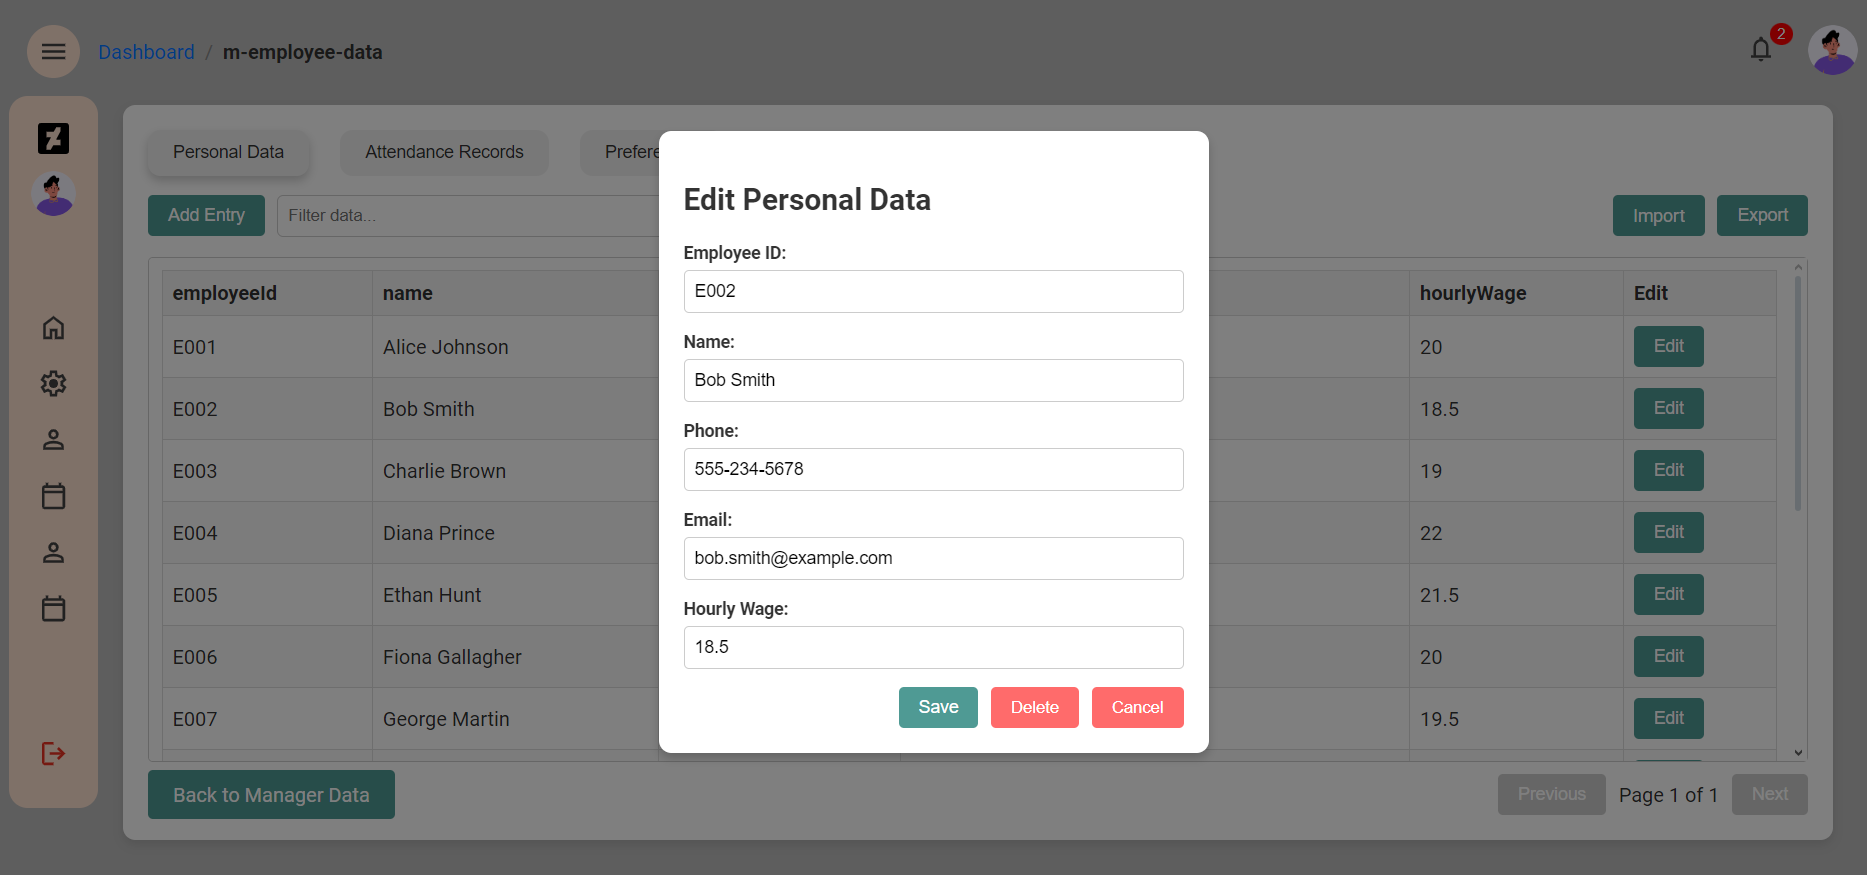 Dashboard / m-employee-data
2
Personal Data Attendance Records Prefere
Add Entry Filter data... Import Export
employeeId name hourlyWage Edit
E001 Alice Johnson 20 Edit
E002 Bob Smith 18.5 Edit
E003 Charlie Brown 19 Edit
E004 Diana Prince 22 Edit
E005 Ethan Hunt 21.5 Edit
E006 Fiona Gallagher 20 Edit
E007 George Martin 19.5 Edit
Back to Manager Data Previous Page 1 of 1 Next
Edit Personal Data
Employee ID:
E002
Name:
Bob Smith
Phone:
555-234-5678
Email:
bob.smith@example.com
Hourly Wage:
18.5
Save Delete Cancel